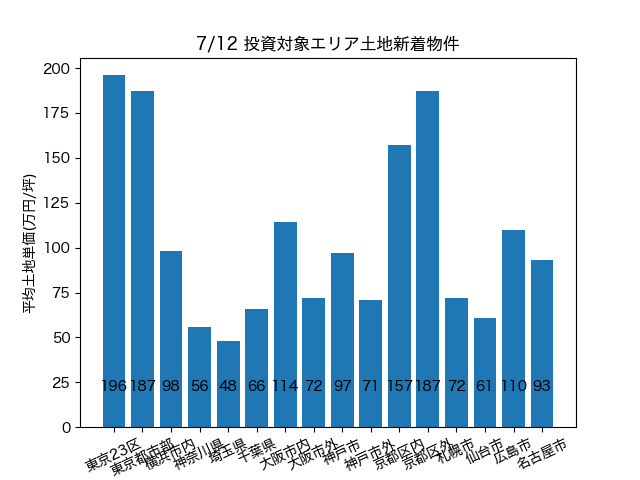 7/12 投資対象エリア土地新着物件
平均土地単価(万円/坪)
200
175
150
125
100
75
50
25
0
196 187 98 56 48 66 114 72 97 71 157 187 72 61 110 93
東京23区 東京都市部 横浜市内 神奈川県 埼玉県 千葉県 大阪市内 大阪市外 神戸市 神戸市外 京都区内 京都区外 札幌市 仙台市 広島市 名古屋市